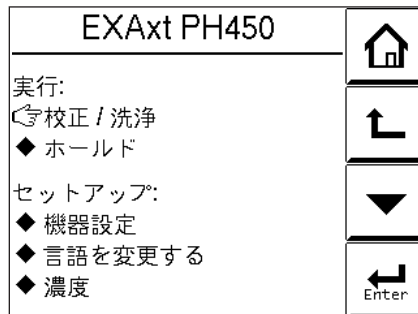 EXAxt PH450
実行:
校正 / 洗浄
ホールド
セットアップ:
機器設定
言語を変更する
濃度
Enter